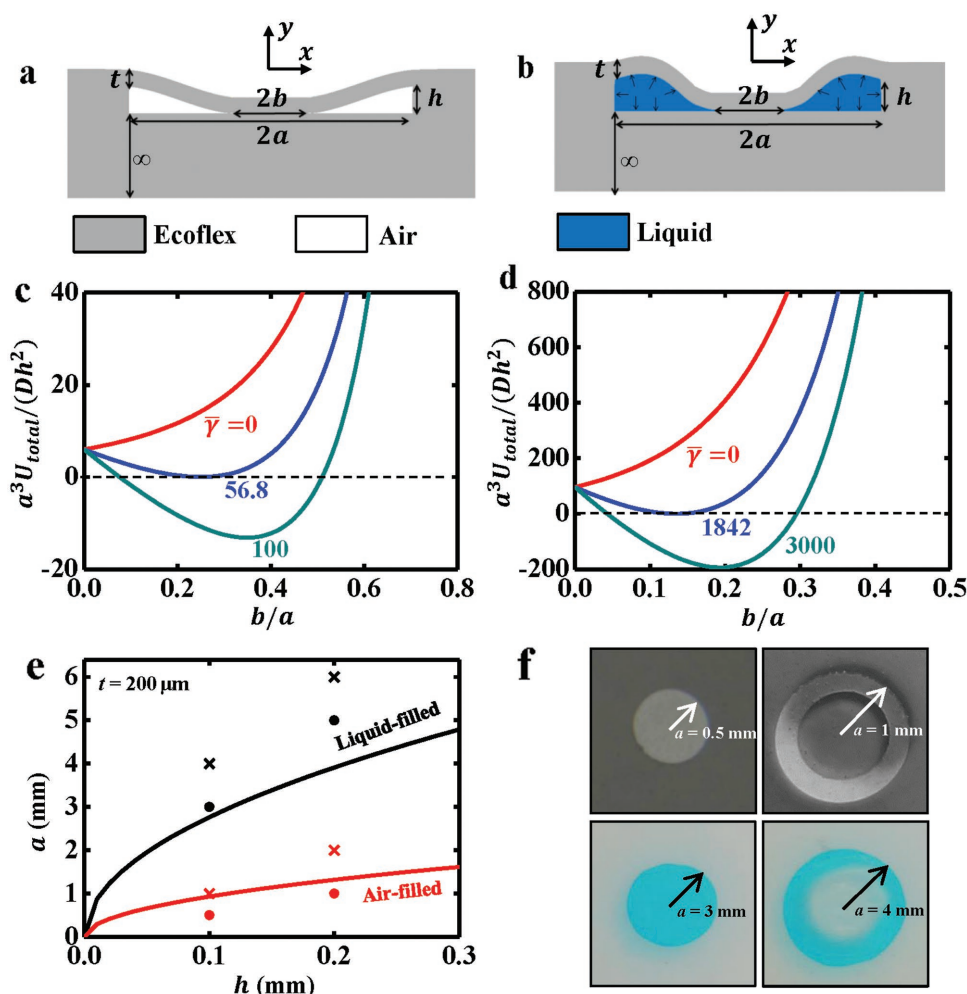 a
y
x
t
2b
h
2a
∞
b
y
x
t
2b
h
2a
∞
Ecoflex
Air
Liquid
c
a³U_total/(Dh²)
40
20
0
-20
γ̄ =0
56.8
100
0.0 0.2 0.4 0.6 0.8
b/a
d
a³U_total/(Dh²)
800
600
400
200
0
-200
γ̄ =0
1842
3000
0.0 0.1 0.2 0.3 0.4 0.5
b/a
e
a (mm)
6
5
4
3
2
1
0
t = 200 μm
Liquid-filled
Air-filled
0.0 0.1 0.2 0.3
h (mm)
f
a = 0.5 mm
a = 1 mm
a = 3 mm
a = 4 mm